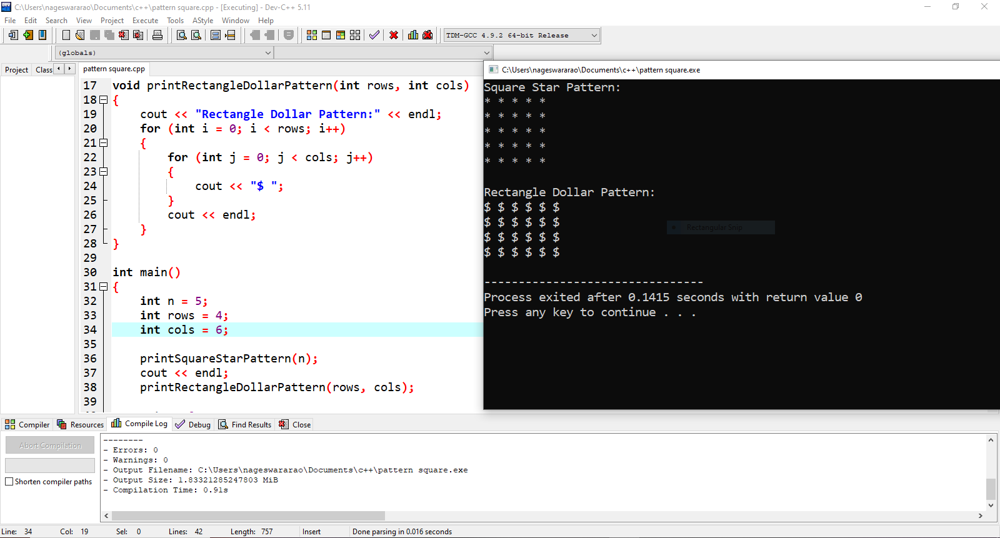 C:\Users\nageswararao\Documents\c++\pattern square.cpp - [Executing] - Dev-C++ 5.11
File Edit Search View Project Execute Tools AStyle Window Help
TDM-GCC 4.9.2 64-bit Release
(globals)
Project Class
pattern square.cpp
17 void printRectangleDollarPattern(int rows, int cols)
18 {
19 cout << "Rectangle Dollar Pattern:" << endl;
20 for (int i = 0; i < rows; i++)
21 {
22 for (int j = 0; j < cols; j++)
23 {
24 cout << "$ ";
25 }
26 cout << endl;
27 }
28 }
29
30 int main()
31 {
32 int n = 5;
33 int rows = 4;
34 int cols = 6;
35
36 printSquareStarPattern(n);
37 cout << endl;
38 printRectangleDollarPattern(rows, cols);
39
C:\Users\nageswararao\Documents\c++\pattern square.exe
Square Star Pattern:
* * * * *
* * * * *
* * * * *
* * * * *
* * * * *
Rectangle Dollar Pattern:
$ $ $ $ $ $
$ $ $ $ $ $
$ $ $ $ $ $
$ $ $ $ $ $
Rectangular Snip
--------------------------------
Process exited after 0.1415 seconds with return value 0
Press any key to continue . . .
Compiler Resources Compile Log Debug Find Results Close
Abort Compilation
Shorten compiler paths
--------
- Errors: 0
- Warnings: 0
- Output Filename: C:\Users\nageswararao\Documents\c++\pattern square.exe
- Output Size: 1.83321285247803 MiB
- Compilation Time: 0.91s
Line: 34 Col: 19 Sel: 0 Lines: 42 Length: 757 Insert Done parsing in 0.016 seconds